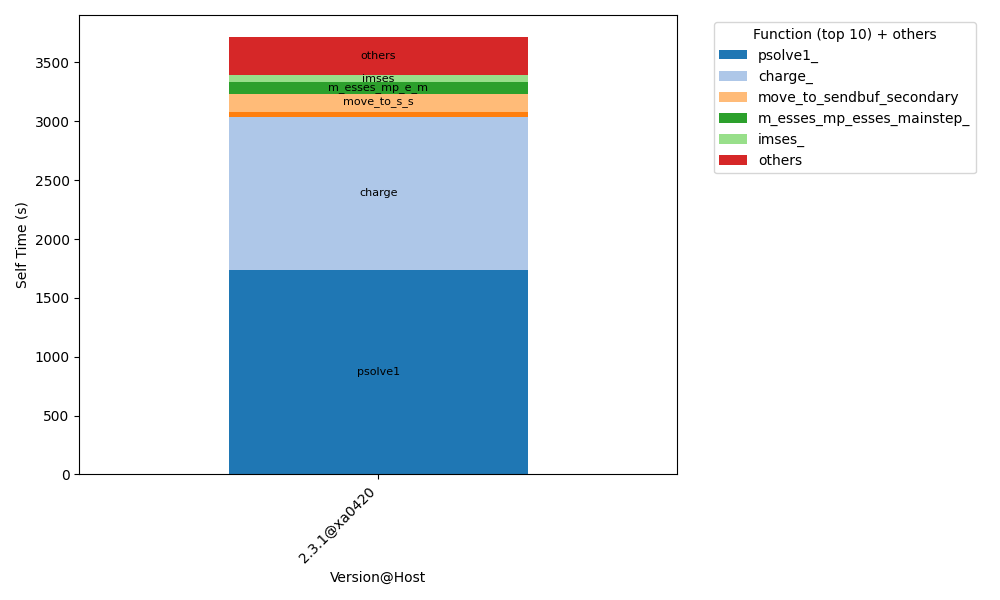 Function (top 10) + others
psolve1_
charge_
move_to_sendbuf_secondary
m_esses_mp_esses_mainstep_
imses_
others
Self Time (s)
3500
3000
2500
2000
1500
1000
500
0
others
imses
m_esses_mp_e_m
move_to_s_s
charge
psolve1
2.3.1@xa0420
Version@Host